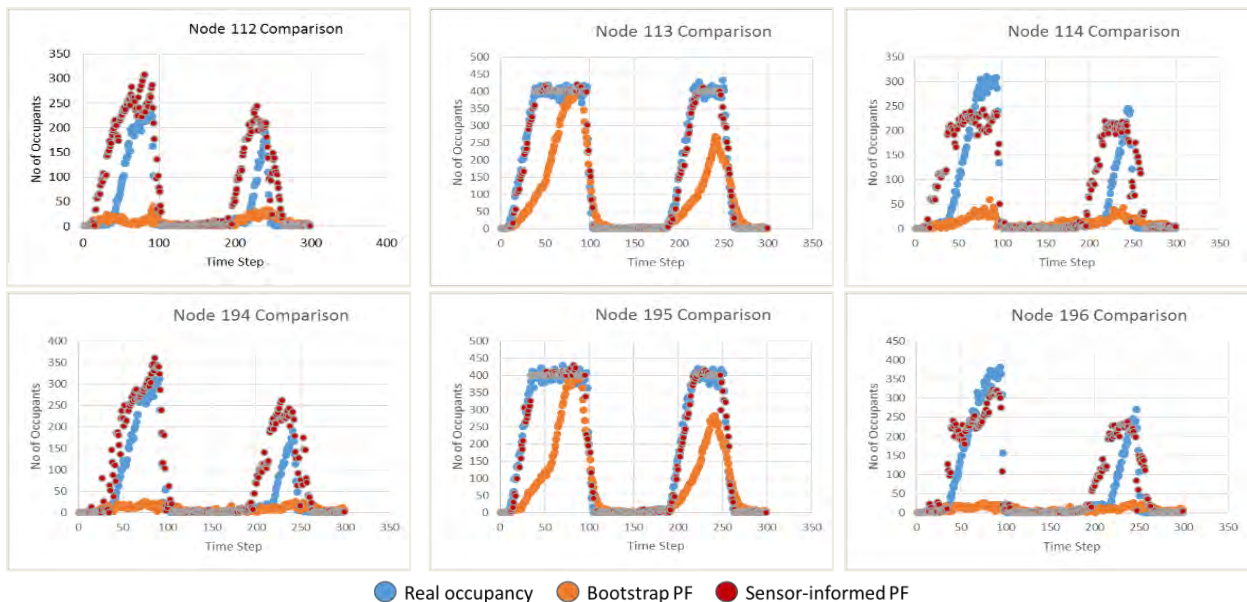 Node 112 Comparison
No of Occupants
350
300
250
200
150
100
50
0
0 100 200 300 400
Time Step
Node 113 Comparison
No of Occupants
500
450
400
350
300
250
200
150
100
50
0
0 50 100 150 200 250 300 350
Time Step
Node 114 Comparison
No of Occupants
350
300
250
200
150
100
50
0
0 50 100 150 200 250 300 350
Time Step
Node 194 Comparison
No of Occupants
400
350
300
250
200
150
100
50
0
0 50 100 150 200 250 300 350
Time Step
Node 195 Comparison
No of Occupants
500
450
400
350
300
250
200
150
100
50
0
0 50 100 150 200 250 300 350
Time Step
Node 196 Comparison
No of Occupants
450
400
350
300
250
200
150
100
50
0
0 50 100 150 200 250 300 350
Time Step
Real occupancy Bootstrap PF Sensor-informed PF